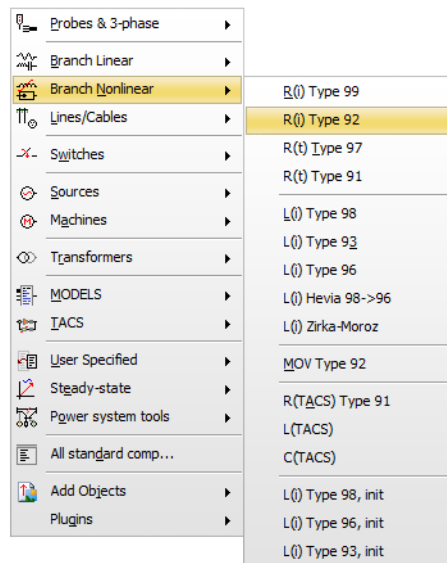 Probes & 3-phase
Branch Linear
Branch Nonlinear
Lines/Cables
Switches
Sources
Machines
Transformers
MODELS
TACS
User Specified
Steady-state
Power system tools
All standard comp...
Add Objects
Plugins
R(i) Type 99
R(i) Type 92
R(t) Type 97
R(t) Type 91
L(i) Type 98
L(i) Type 93
L(i) Type 96
L(i) Hevia 98->96
L(i) Zirka-Moroz
MOV Type 92
R(TACS) Type 91
L(TACS)
C(TACS)
L(i) Type 98, init
L(i) Type 96, init
L(i) Type 93, init